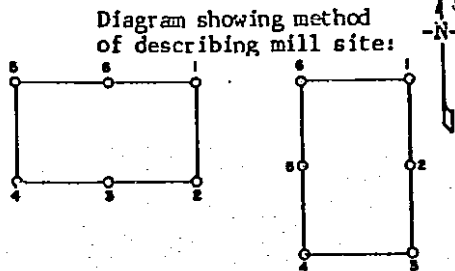 Diagram showing method
of describing mill site:
-N-
5 6 1
4 3 2
6 1
5 2
4 3